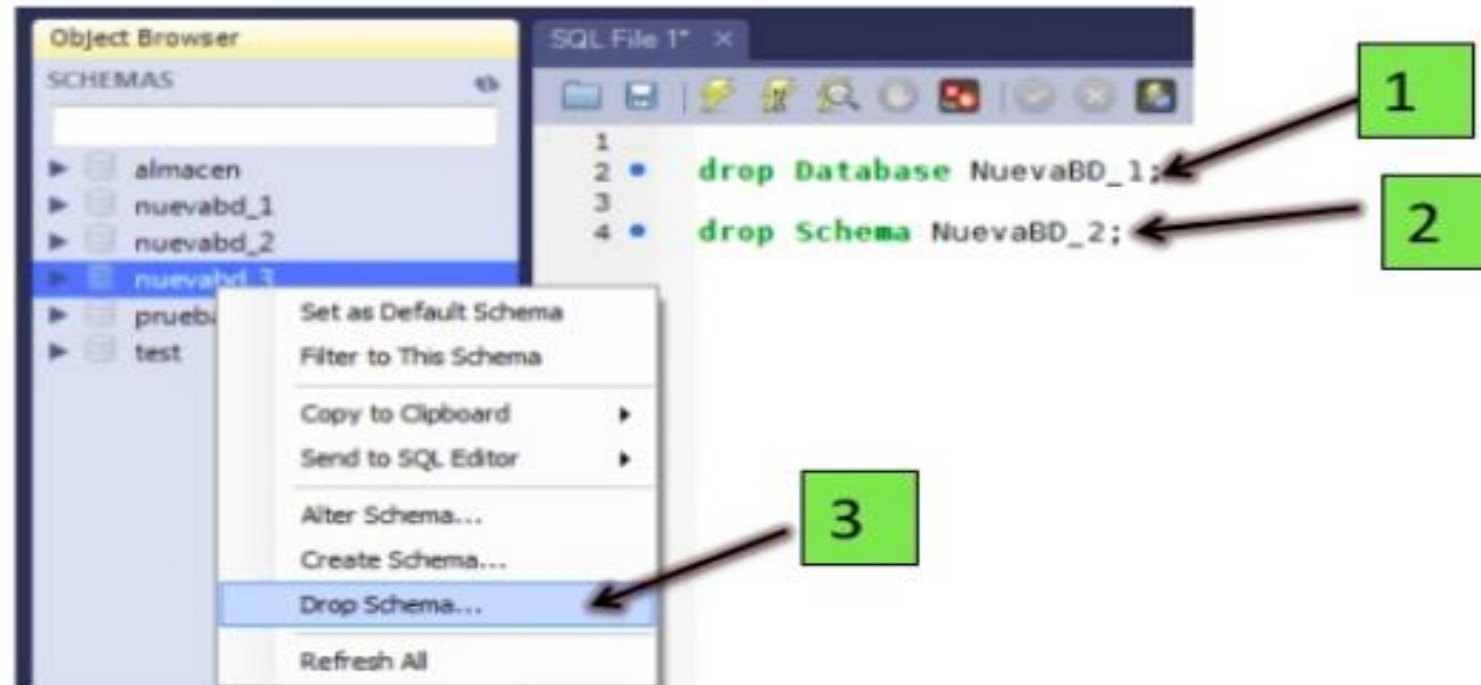 Object Browser
SCHEMAS
almacen
nuevabd_1
nuevabd_2
nuevabd_3
prueba
test
Set as Default Schema
Filter to This Schema
Copy to Clipboard
Send to SQL Editor
Alter Schema...
Create Schema...
Drop Schema...
Refresh All
SQL File 1* ×
1
2 drop Database NuevaBD_1;
3
4 drop Schema NuevaBD_2;
1
2
3